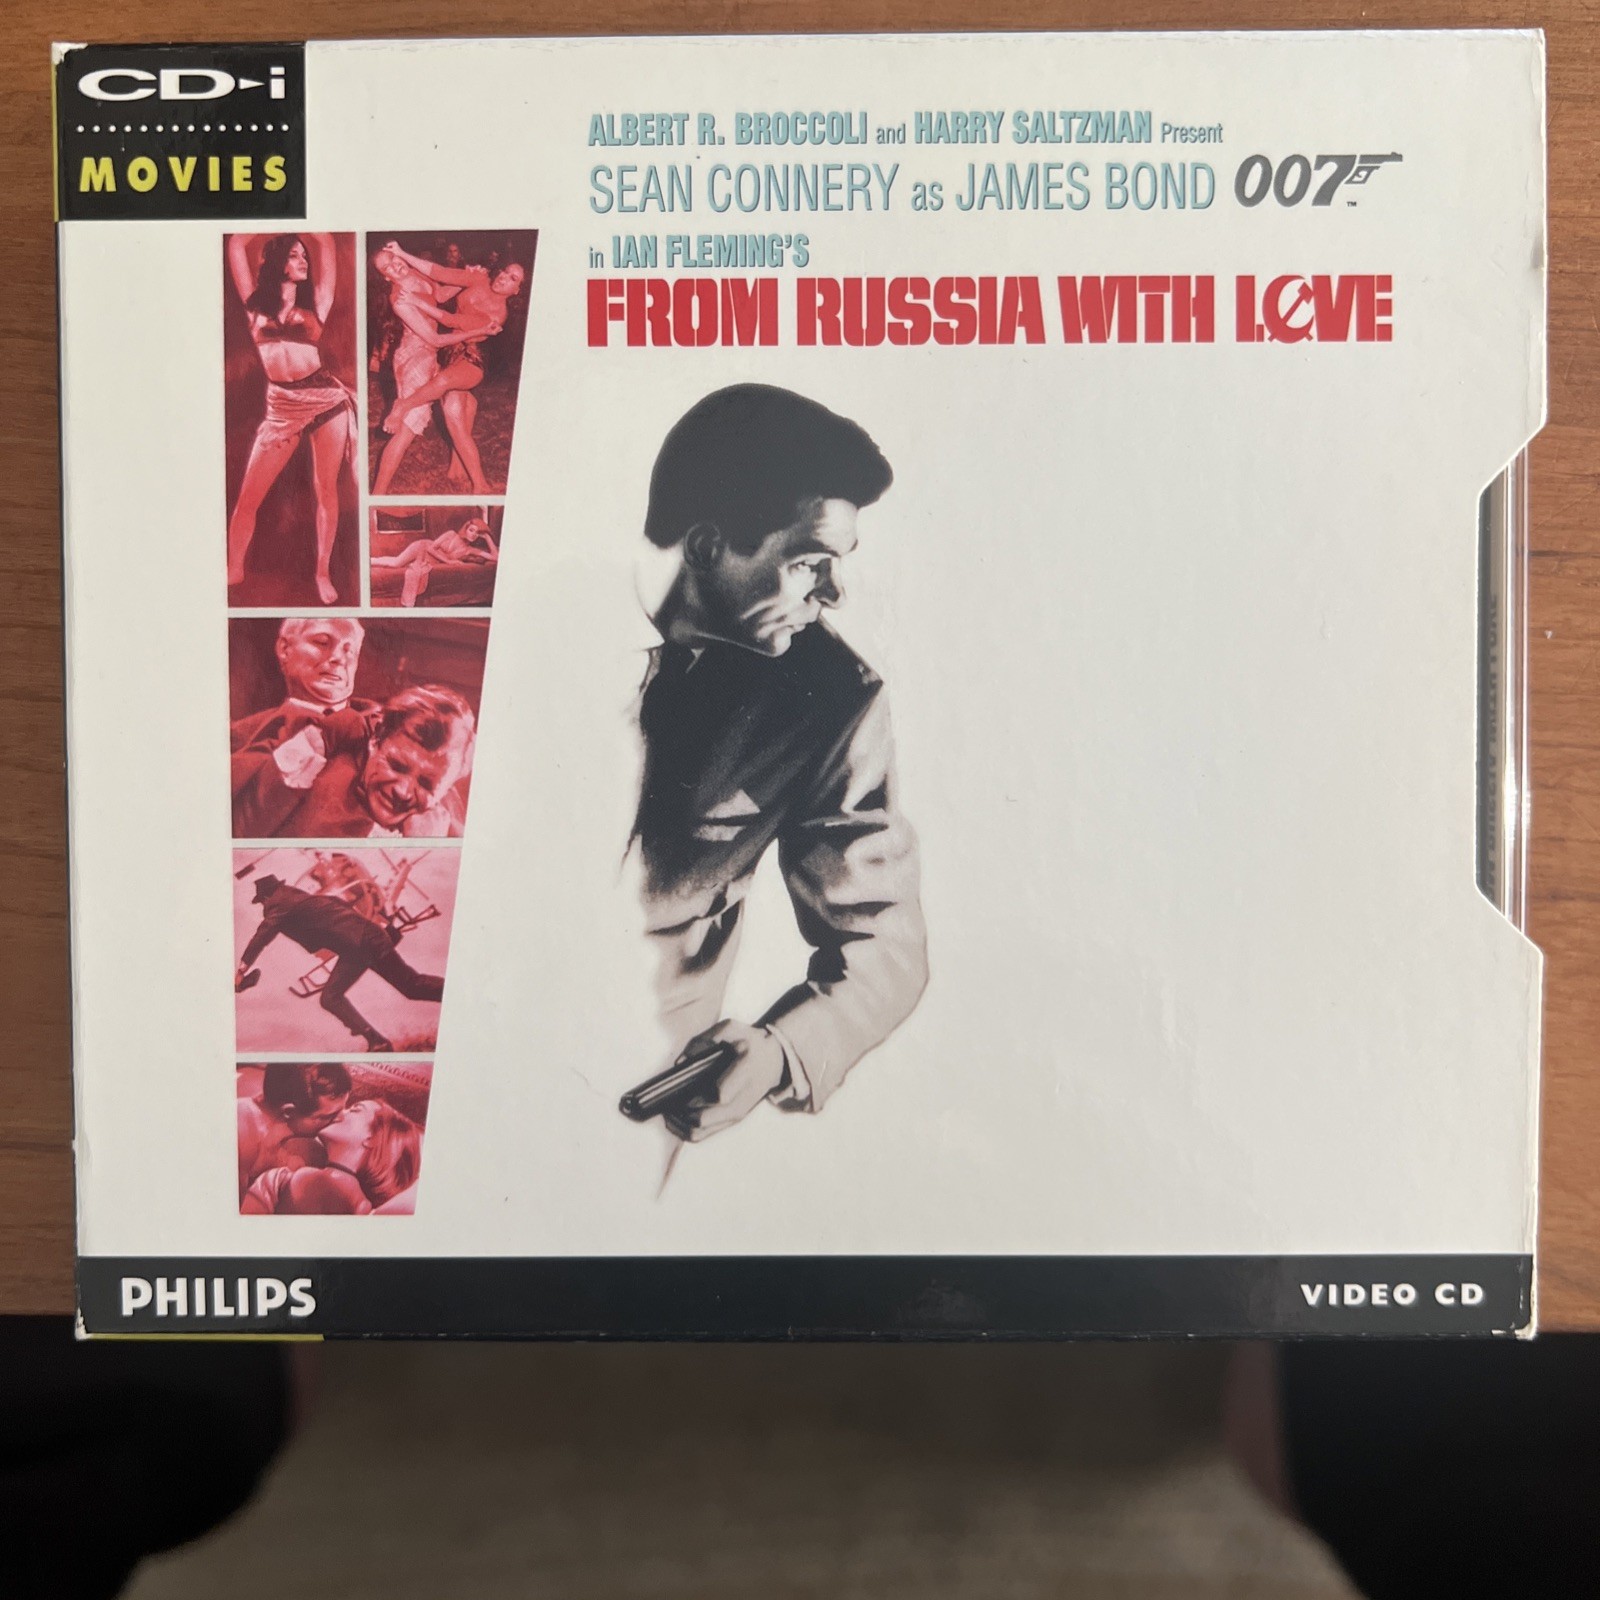 CD-i
MOVIES
ALBERT R. BROCCOLI and HARRY SALTZMAN Present
SEAN CONNERY as JAMES BOND 007 ™
in IAN FLEMING'S
FROM RUSSIA WITH LOVE
PHILIPS
VIDEO CD